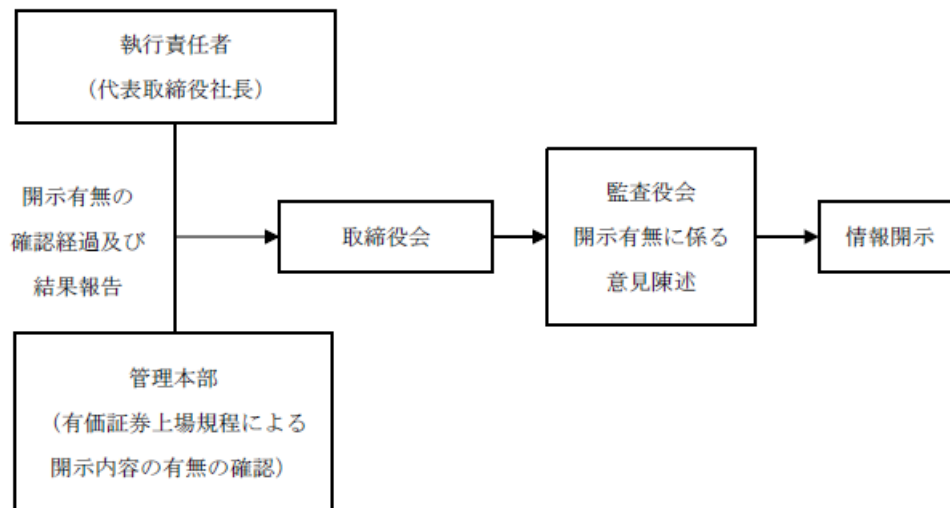 執行責任者
（代表取締役社長）
開示有無の
確認経過及び
結果報告
取締役会
監査役会
開示有無に係る
意見陳述
情報開示
管理本部
（有価証券上場規程による
開示内容の有無の確認）